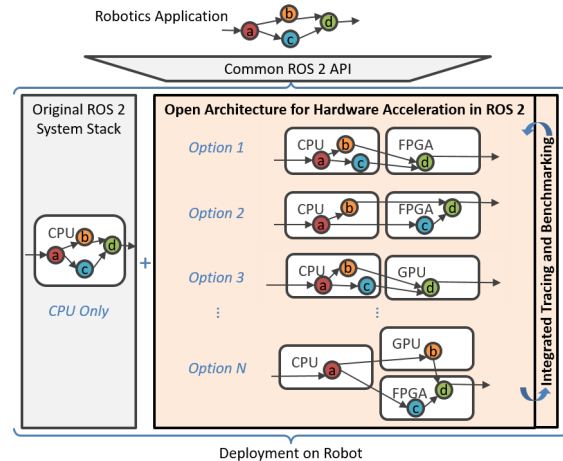 Robotics Application
a
b
c
d
Common ROS 2 API
Original ROS 2
System Stack
CPU
a
b
c
d
CPU Only
+
Open Architecture for Hardware Acceleration in ROS 2
Option 1
CPU
a
b
c
FPGA
d
Option 2
CPU
a
b
FPGA
c
d
Option 3
CPU
a
b
c
GPU
d
⋮
⋮
Option N
CPU
a
GPU
b
FPGA
c
d
Integrated Tracing and Benchmarking
Deployment on Robot